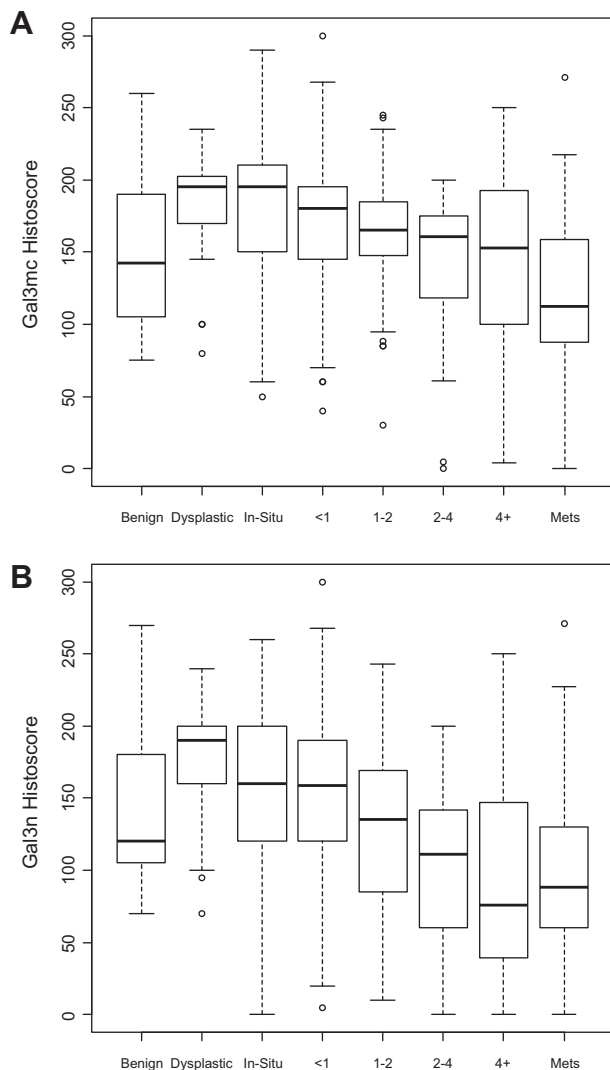 A
Gal3mc Histoscore
300
250
200
150
100
50
0
Benign Dysplastic In-Situ <1 1-2 2-4 4+ Mets
B
Gal3n Histoscore
300
250
200
150
100
50
0
Benign Dysplastic In-Situ <1 1-2 2-4 4+ Mets